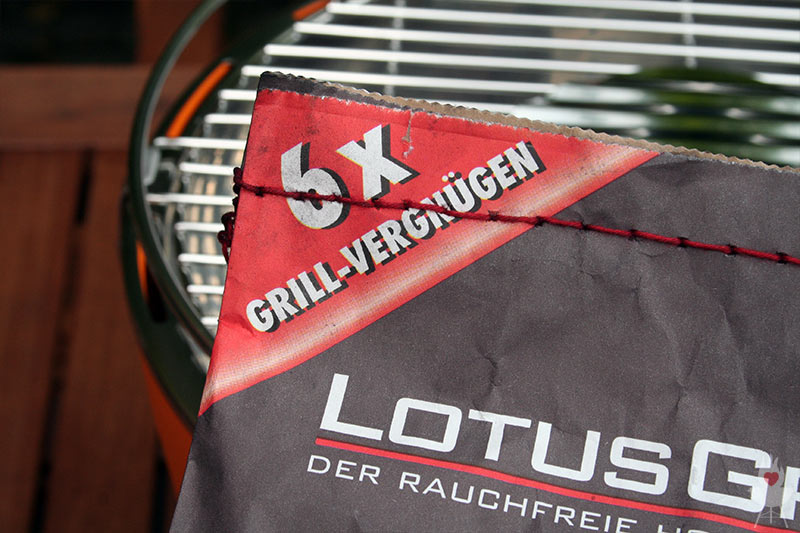 6x
GRILL-VERGNÜGEN
LOTUSG
DER RAUCHFREIE